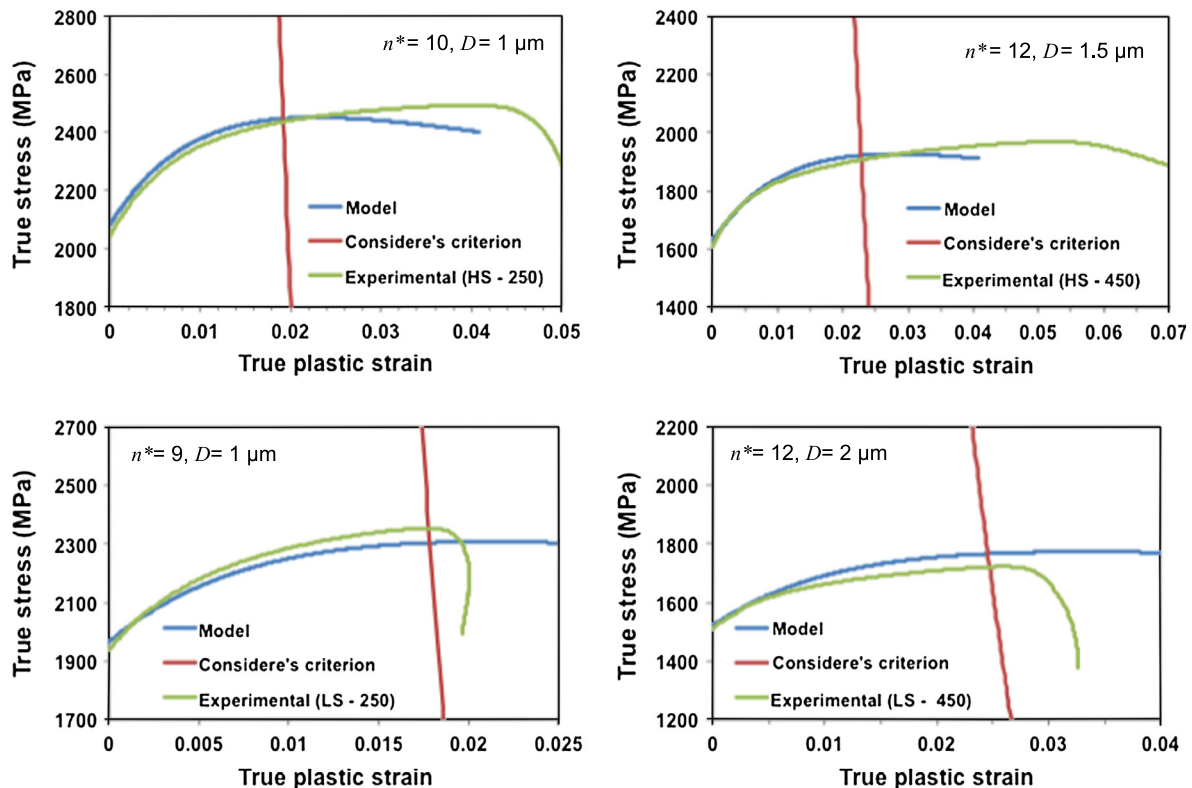 2800
2600
2400
2200
2000
1800
True stress (MPa)
n*= 10, D= 1 µm
Model
Considere's criterion
Experimental (HS - 250)
0 0.01 0.02 0.03 0.04 0.05
True plastic strain
2400
2200
2000
1800
1600
1400
True stress (MPa)
n*= 12, D= 1.5 µm
Model
Considere's criterion
Experimental (HS - 450)
0 0.01 0.02 0.03 0.04 0.05 0.06 0.07
True plastic strain
2700
2500
2300
2100
1900
1700
True stress (MPa)
n*= 9, D= 1 µm
Model
Considere's criterion
Experimental (LS - 250)
0 0.005 0.01 0.015 0.02 0.025
True plastic strain
2200
2000
1800
1600
1400
1200
True stress (MPa)
n*= 12, D= 2 µm
Model
Considere's criterion
Experimental (LS - 450)
0 0.01 0.02 0.03 0.04
True plastic strain